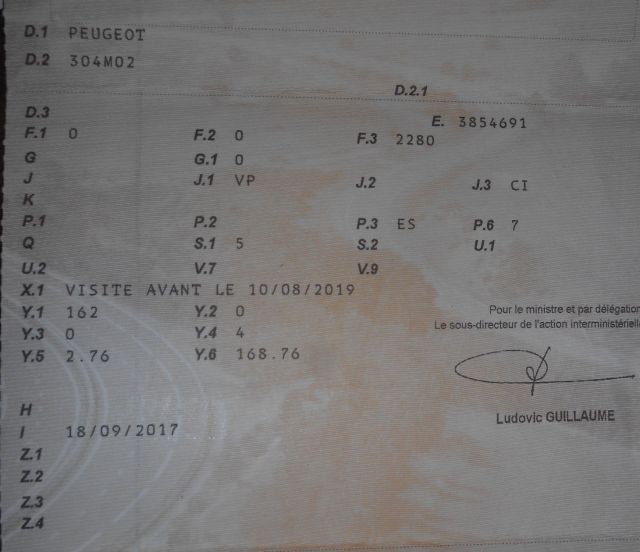 D.1 PEUGEOT
D.2 304M02
D.2.1
D.3
E. 3854691
F.1 0 F.2 0 F.3 2280
G G.1 0
J J.1 VP J.2 J.3 CI
K
P.1 P.2 P.3 ES P.6 7
Q S.1 5 S.2 U.1
U.2 V.7 V.9
X.1 VISITE AVANT LE 10/08/2019
Y.1 162 Y.2 0
Pour le ministre et par délégation
Y.3 0 Y.4 4
Le sous-directeur de l'action interministérielle
Y.5 2.76 Y.6 168.76
H
Ludovic GUILLAUME
I 18/09/2017
Z.1
Z.2
Z.3
Z.4